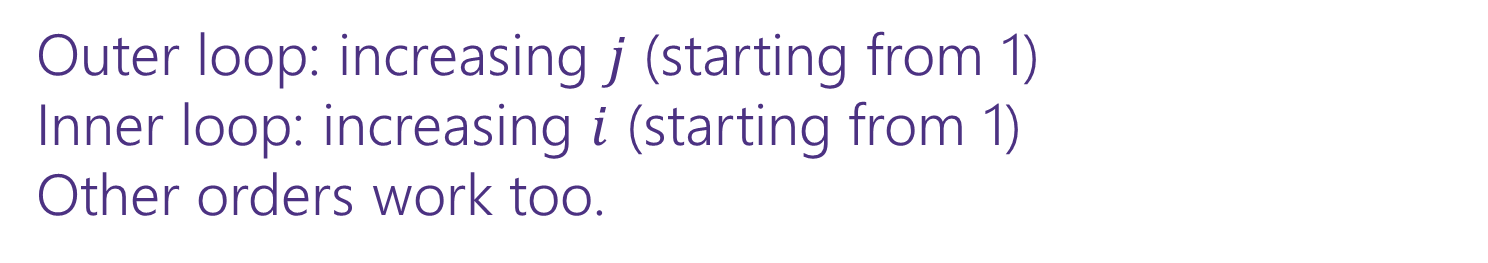 Outer loop: increasing j (starting from 1)
Inner loop: increasing i (starting from 1)
Other orders work too.